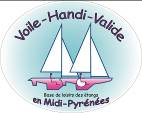 Voile-Handi-Valide
Base de loisirs des étangs
en Midi-Pyrénées